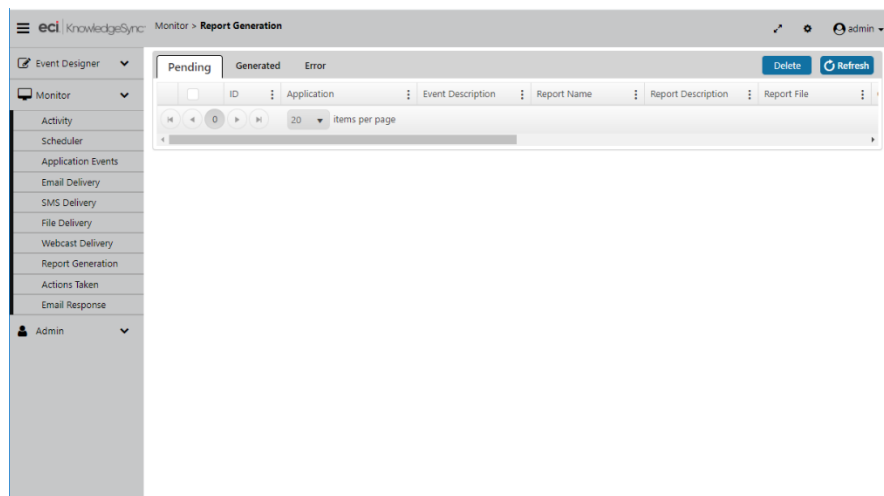 eci KnowledgeSync
Monitor > Report Generation
admin
Event Designer
Monitor
Activity
Scheduler
Application Events
Email Delivery
SMS Delivery
File Delivery
Webcast Delivery
Report Generation
Actions Taken
Email Response
Admin
Pending Generated Error Delete Refresh
ID Application Event Description Report Name Report Description Report File
0 20 items per page